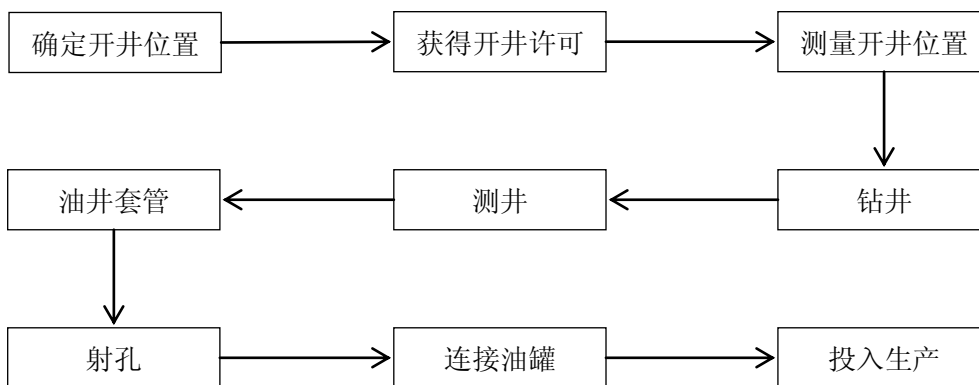 确定开井位置
获得开井许可
测量开井位置
钻井
测井
油井套管
射孔
连接油罐
投入生产